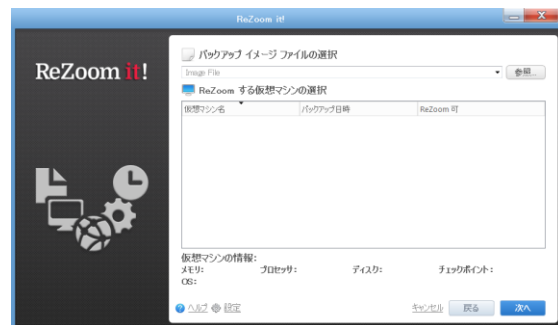 ReZoom it!
ReZoom it!
バックアップ イメージ ファイルの選択
Image File
参照...
ReZoom する仮想マシンの選択
仮想マシン名 バックアップ日時 ReZoom 可
仮想マシンの情報:
メモリ: プロセッサ: ディスク: チェックポイント:
OS:
ヘルプ 設定 キャンセル 戻る 次へ